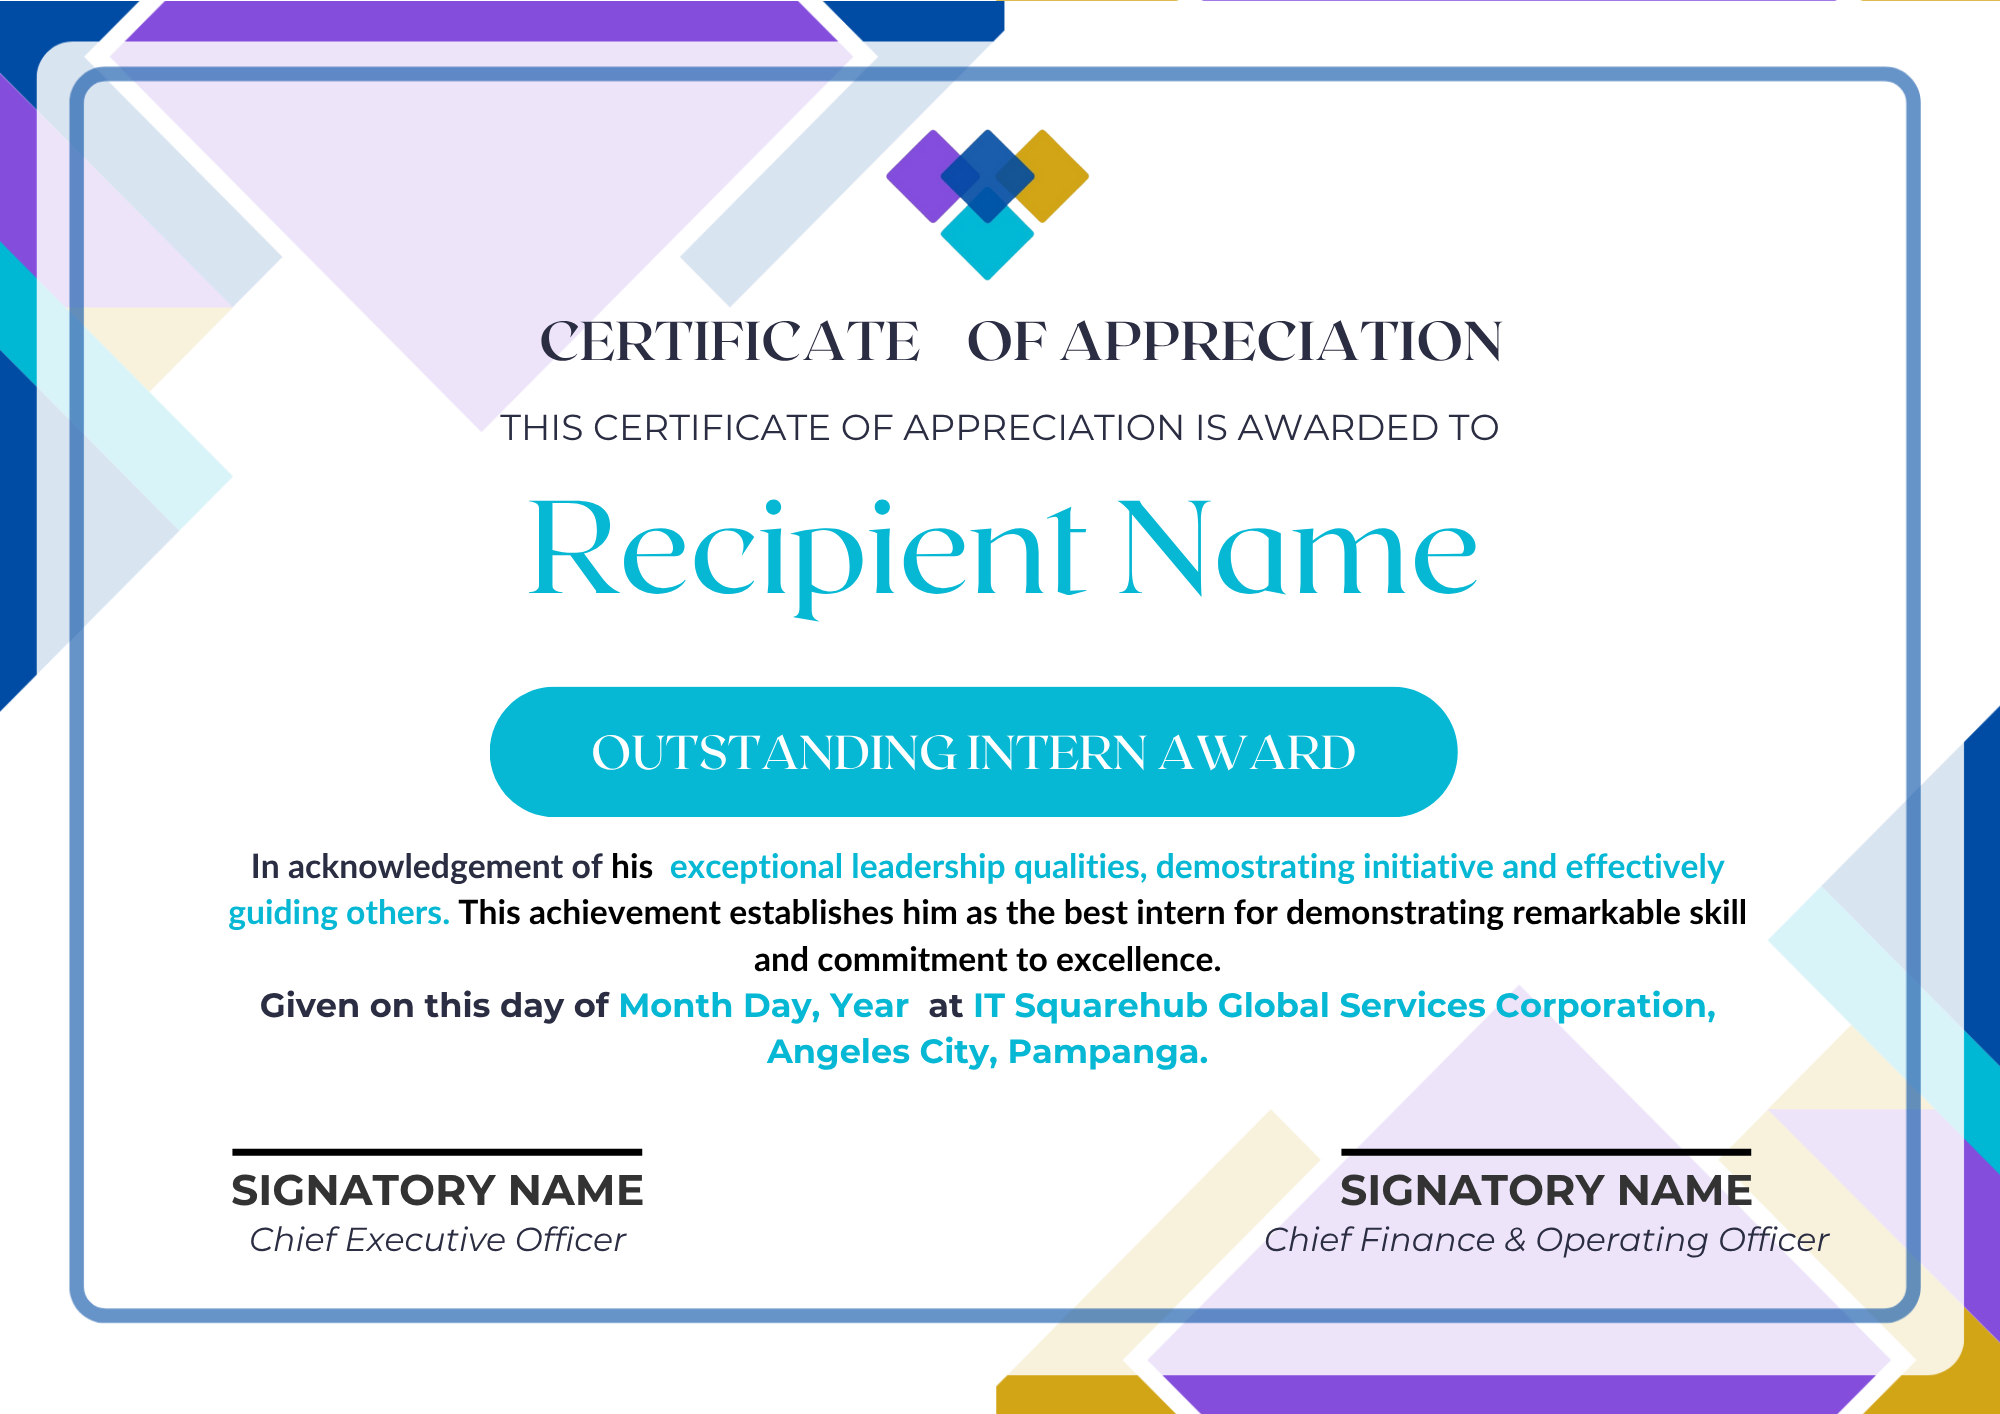 CERTIFICATE OF APPRECIATION
THIS CERTIFICATE OF APPRECIATION IS AWARDED TO
Recipient Name
OUTSTANDING INTERN AWARD
In acknowledgement of his exceptional leadership qualities, demostrating initiative and effectively
guiding others. This achievement establishes him as the best intern for demonstrating remarkable skill
and commitment to excellence.
Given on this day of Month Day, Year at IT Squarehub Global Services Corporation,
Angeles City, Pampanga.
SIGNATORY NAME
Chief Executive Officer
SIGNATORY NAME
Chief Finance & Operating Officer